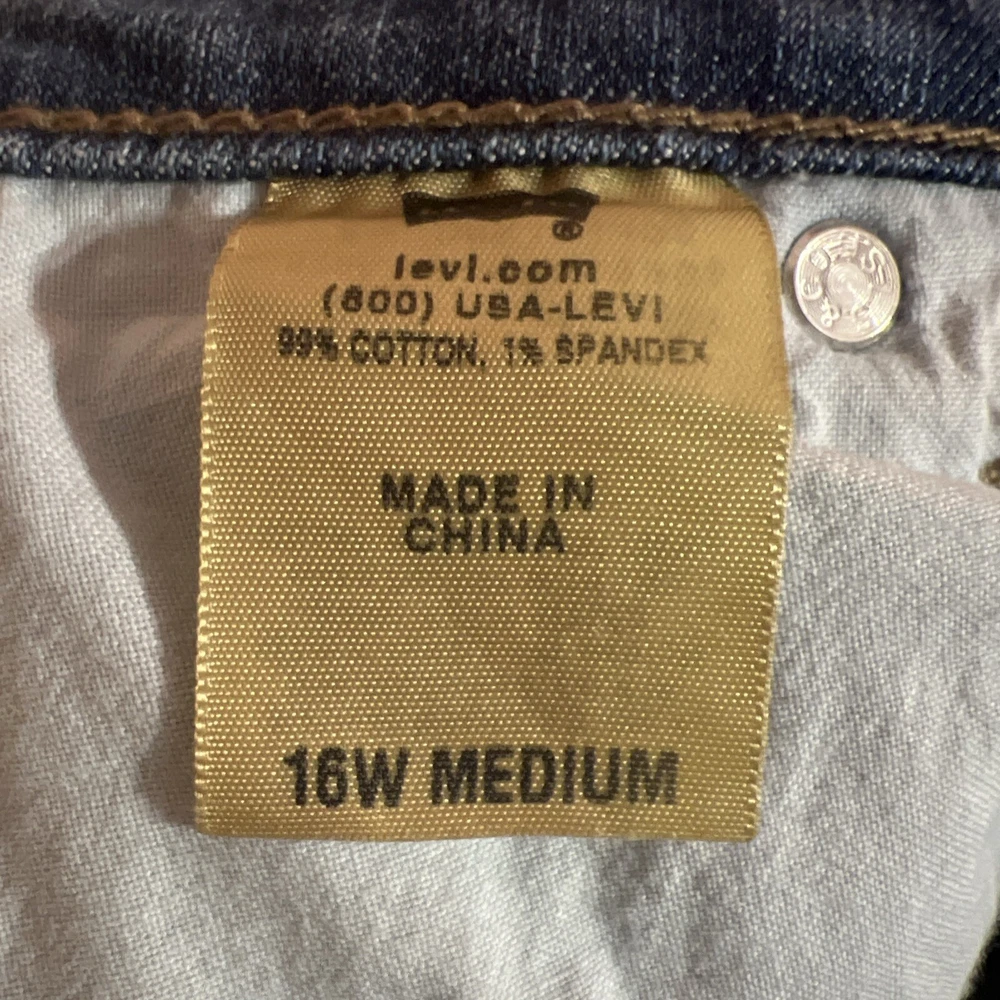 ®
levi.com
(800) USA-LEVI
99% COTTON, 1% SPANDEX
MADE IN
CHINA
16W MEDIUM